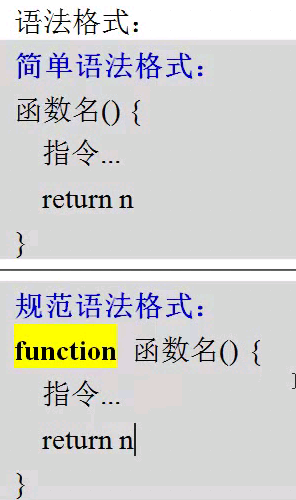 语法格式：
简单语法格式：
函数名() {
指令...
return n
}
规范语法格式：
function 函数名() {
指令...
return n
}